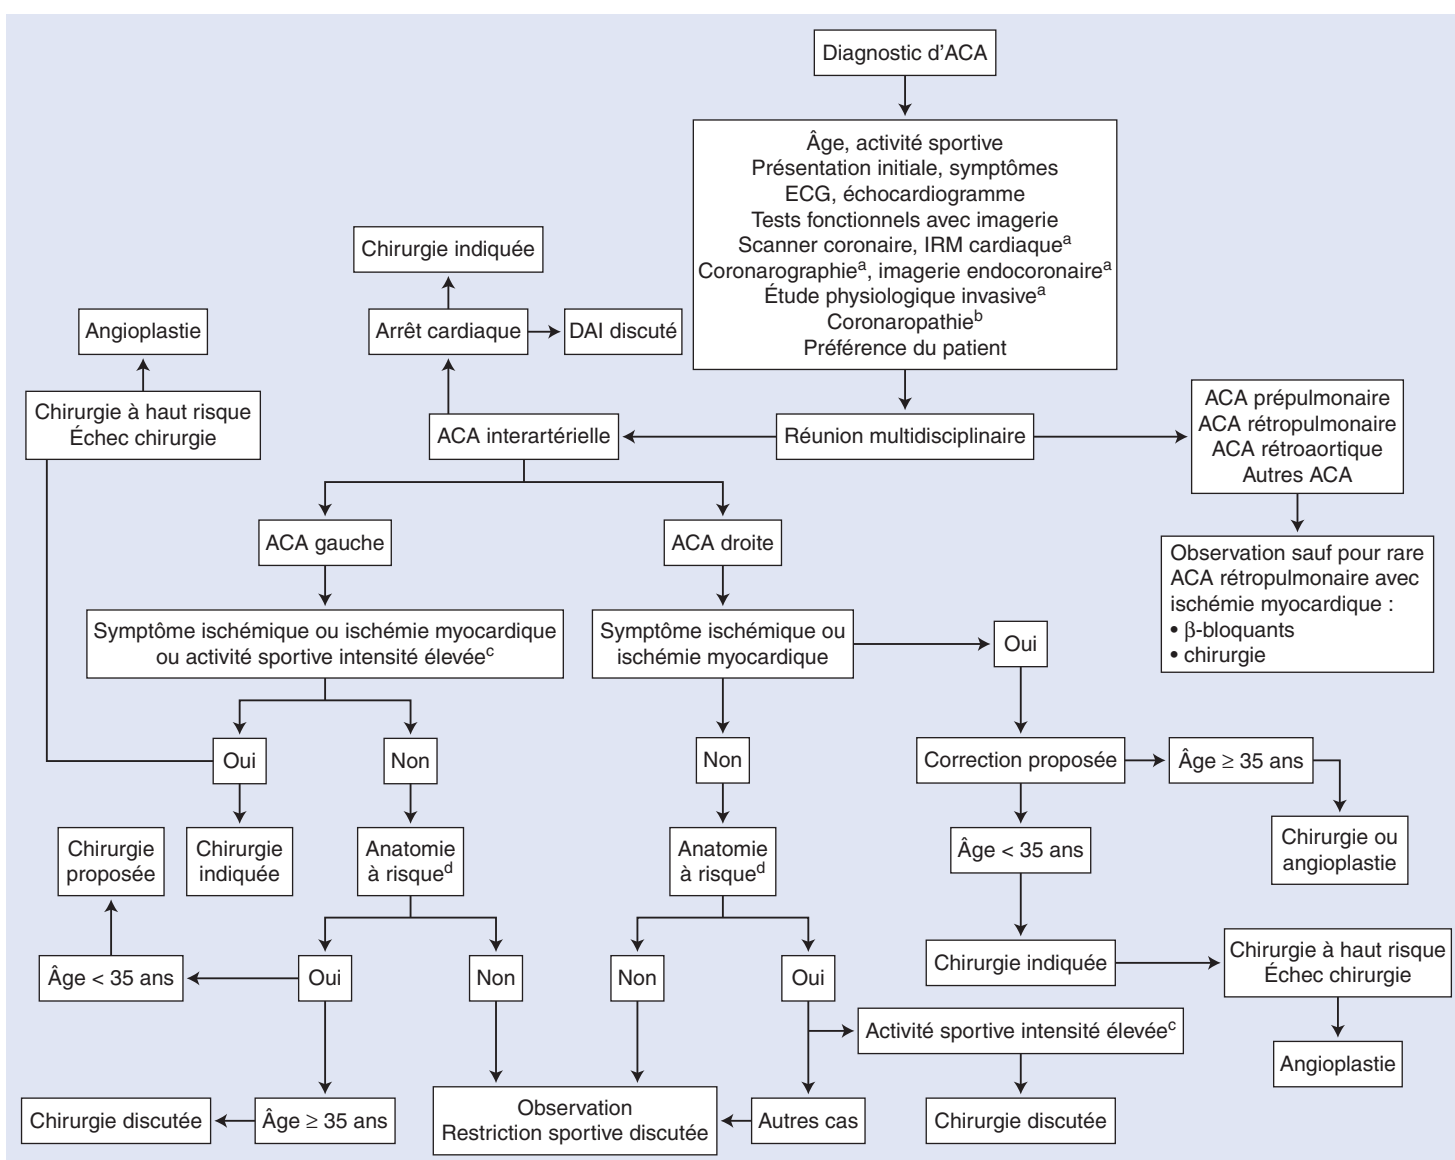 Diagnostic d'ACA
Âge, activité sportive
Présentation initiale, symptômes
ECG, échocardiogramme
Tests fonctionnels avec imagerie
Scanner coronaire, IRM cardiaqueᵃ
Coronarographieᵃ, imagerie endocoronaireᵃ
Étude physiologique invasiveᵃ
Coronaropathieᵇ
Préférence du patient
Chirurgie indiquée
Arrêt cardiaque
DAI discuté
Angioplastie
Chirurgie à haut risque
Échec chirurgie
ACA interartérielle
Réunion multidisciplinaire
ACA prépulmonaire
ACA rétropulmonaire
ACA rétroaortique
Autres ACA
Observation sauf pour rare
ACA rétropulmonaire avec
ischémie myocardique :
• β-bloquants
• chirurgie
ACA gauche
ACA droite
Symptôme ischémique ou ischémie myocardique
ou activité sportive intensité élevéeᶜ
Symptôme ischémique ou
ischémie myocardique
Oui
Oui
Non
Non
Correction proposée
Âge ≥ 35 ans
Chirurgie
proposée
Chirurgie
indiquée
Anatomie
à risqueᵈ
Anatomie
à risqueᵈ
Âge < 35 ans
Chirurgie ou
angioplastie
Âge < 35 ans
Oui
Non
Non
Oui
Chirurgie indiquée
Chirurgie à haut risque
Échec chirurgie
Activité sportive intensité élevéeᶜ
Angioplastie
Chirurgie discutée
Âge ≥ 35 ans
Observation
Restriction sportive discutée
Autres cas
Chirurgie discutée